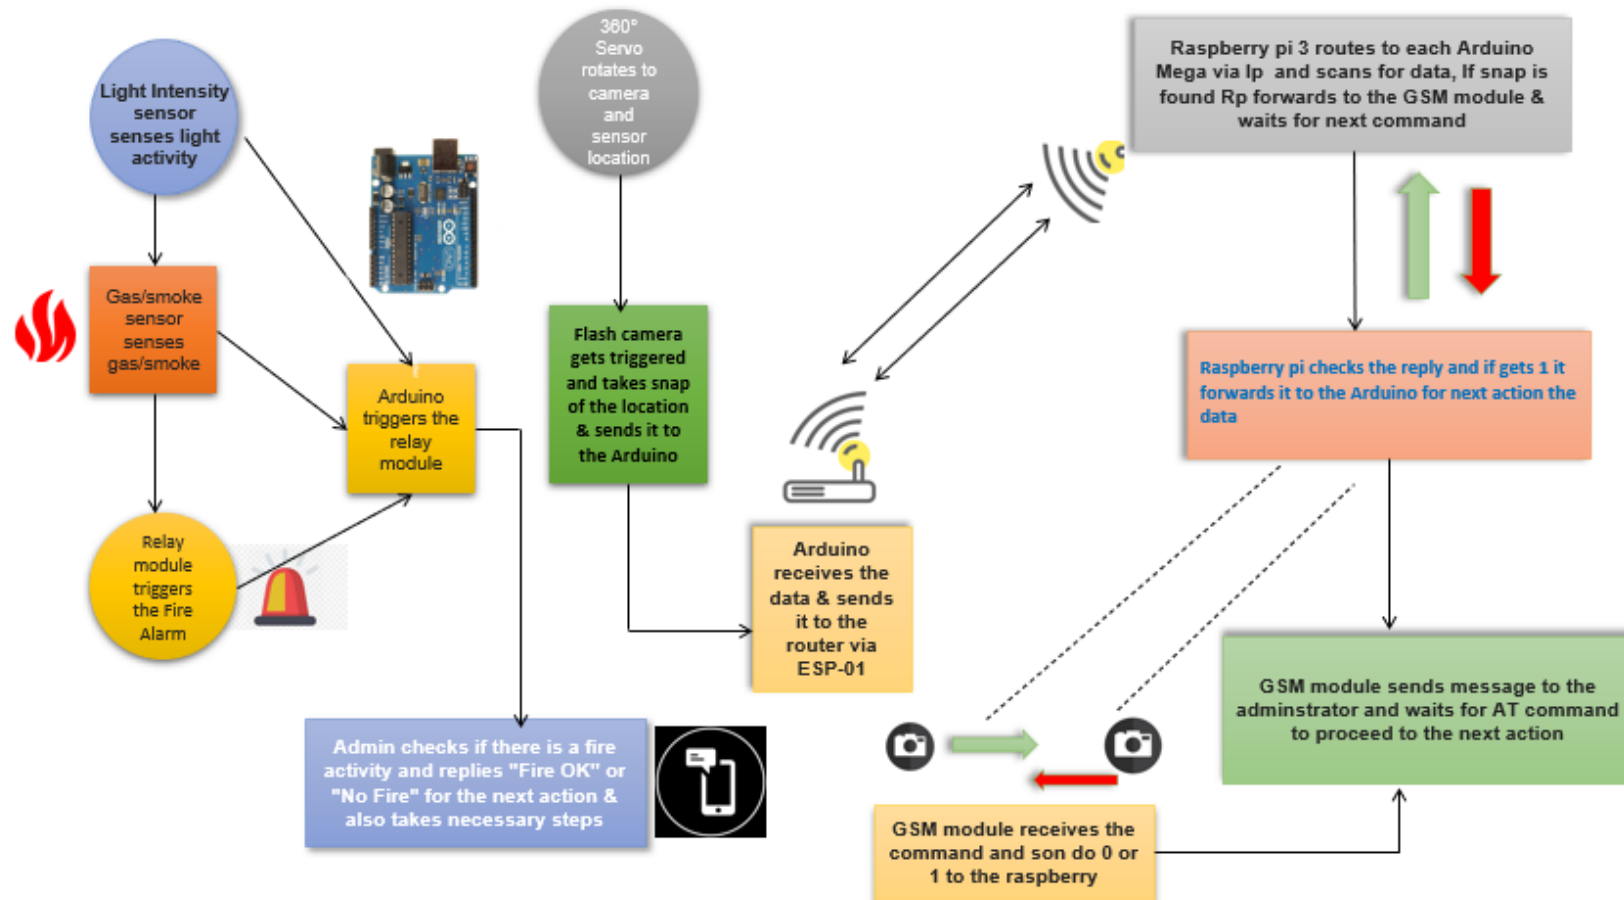 Light Intensity
sensor
senses light
activity
Gas/smoke
sensor
senses
gas/smoke
Relay
module
triggers
the Fire
Alarm
Arduino
triggers the
relay
module
360°
Servo
rotates to
camera
and
sensor
location
Flash camera
gets triggered
and takes snap
of the location
& sends it to
the Arduino
Arduino
receives the
data & sends
it to the
router via
ESP-01
Admin checks if there is a fire
activity and replies "Fire OK" or
"No Fire" for the next action &
also takes necessary steps
Raspberry pi 3 routes to each Arduino
Mega via Ip and scans for data, If snap is
found Rp forwards to the GSM module &
waits for next command
Raspberry pi checks the reply and if gets 1 it
forwards it to the Arduino for next action the
data
GSM module sends message to the
adminstrator and waits for AT command
to proceed to the next action
GSM module receives the
command and son do 0 or
1 to the raspberry